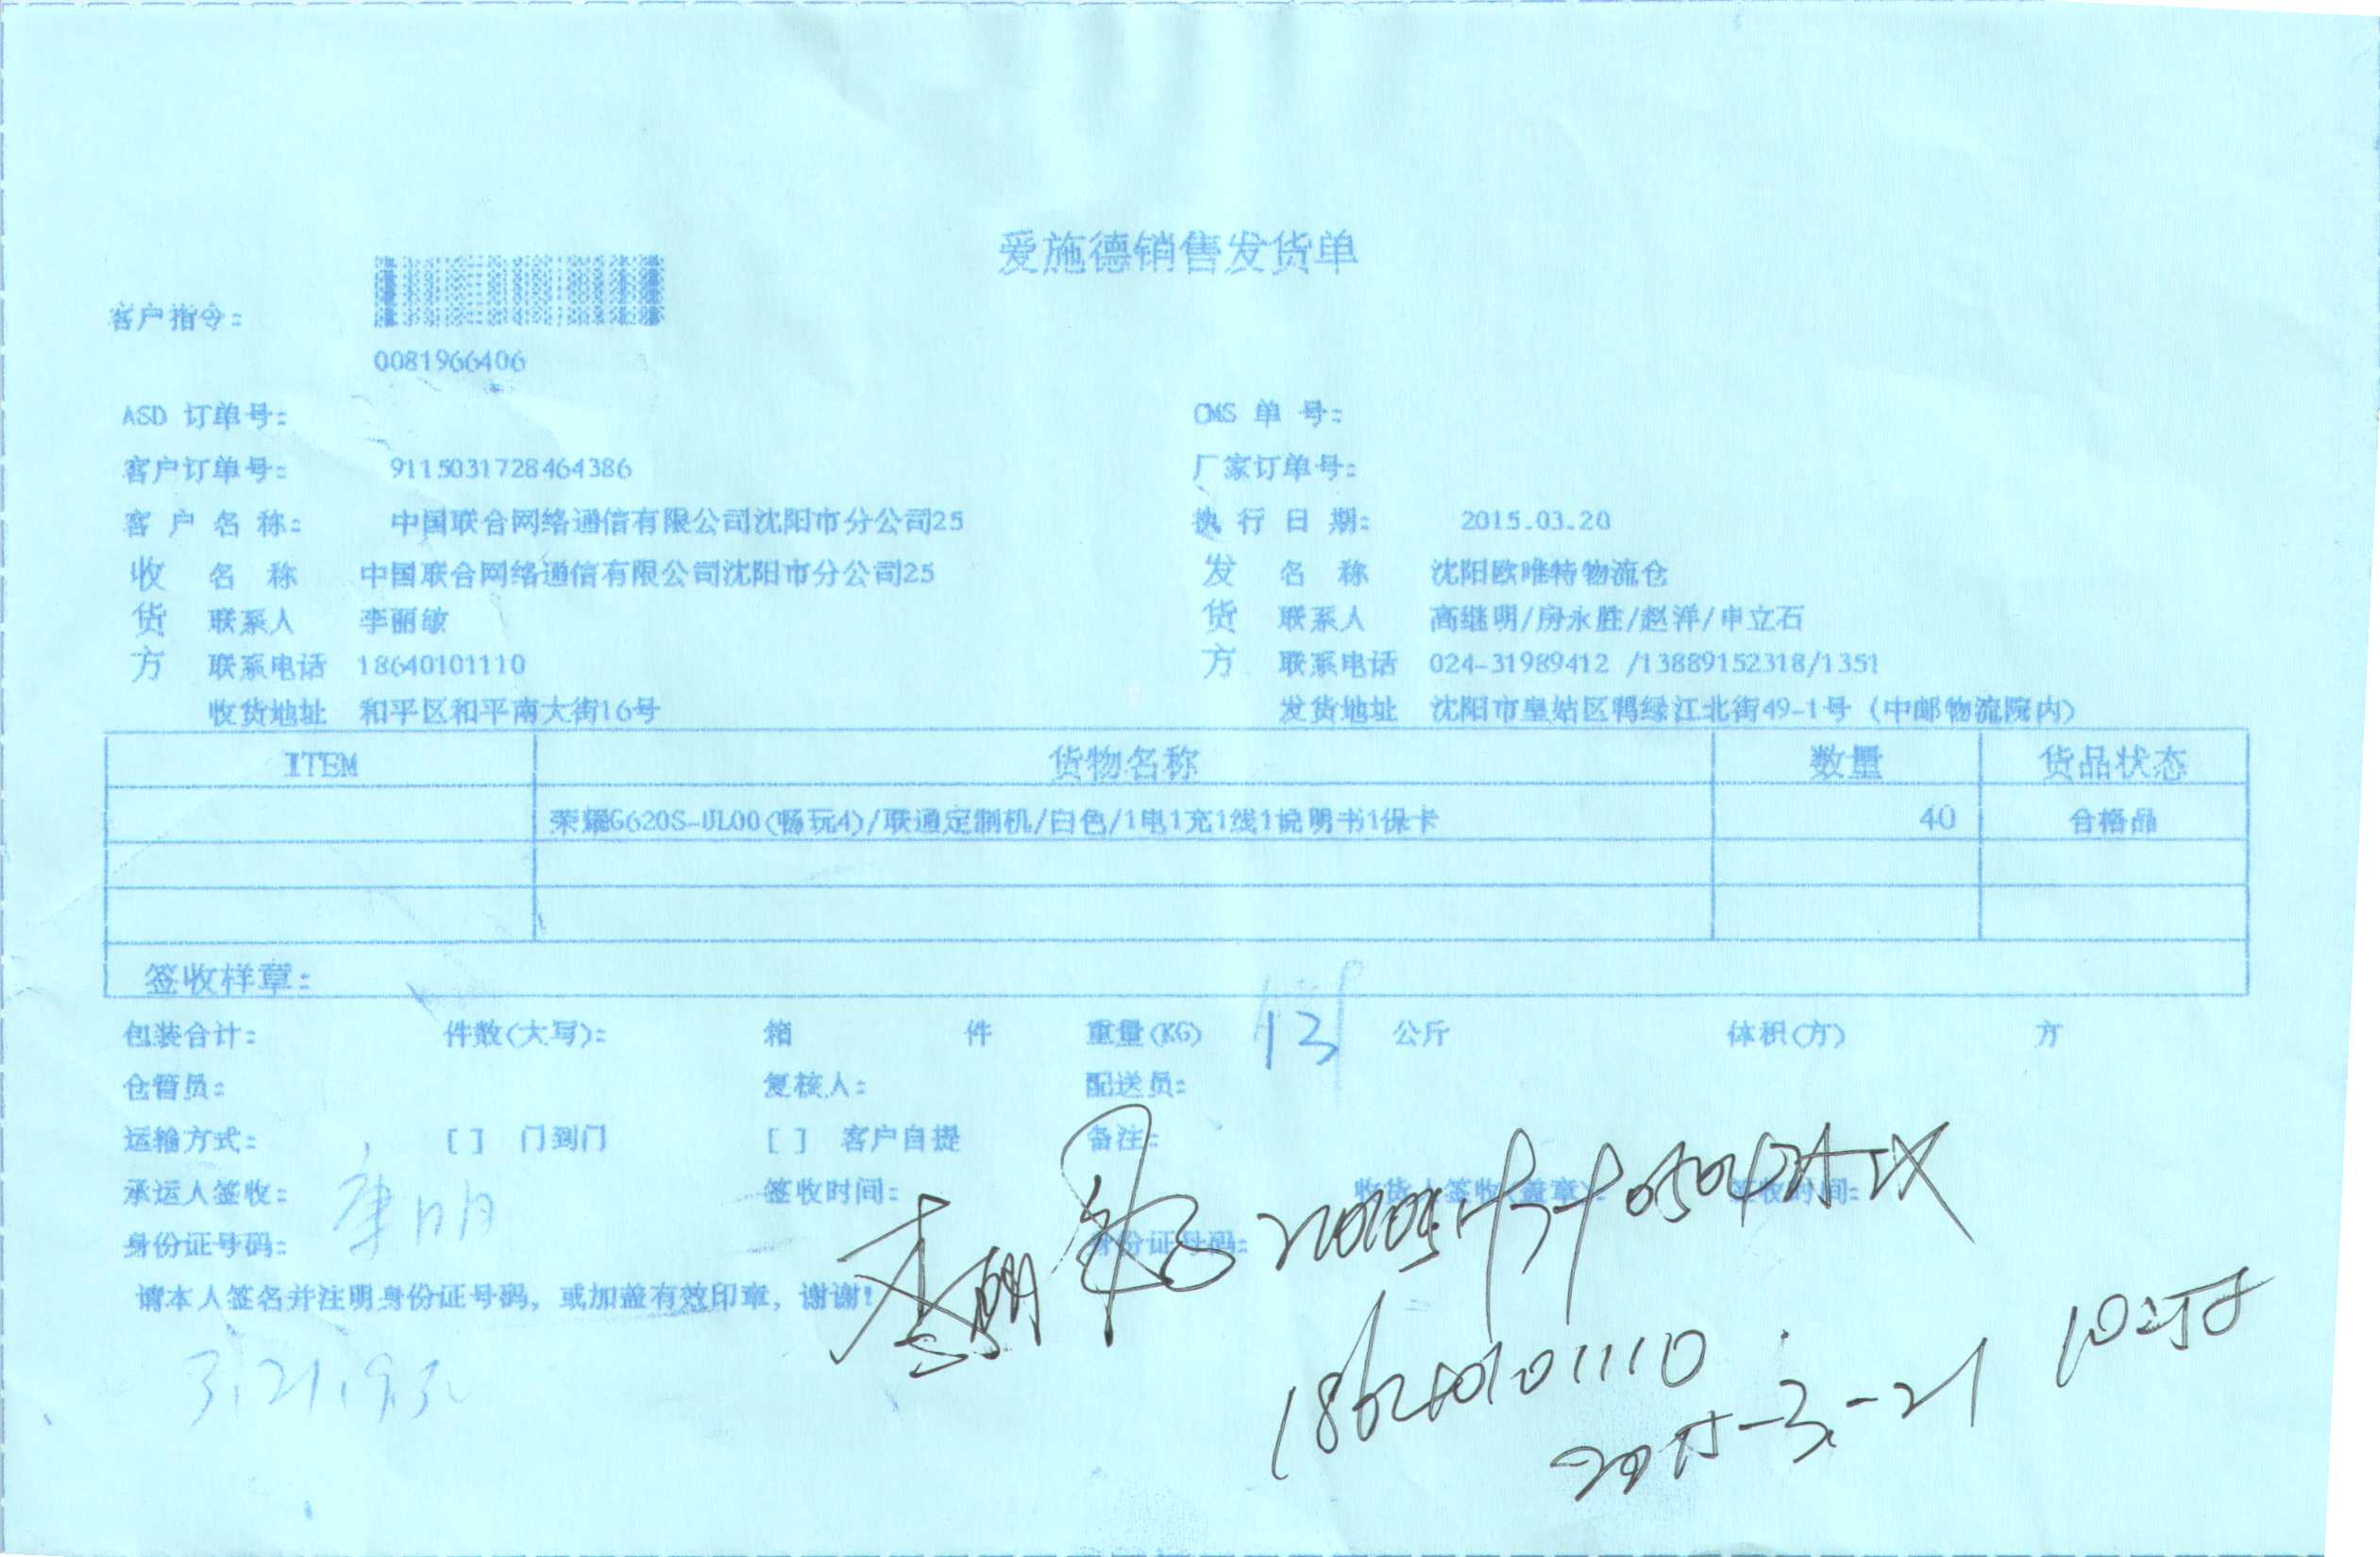 爱施德销售发货单
客户指令:
0081966406
ASD 订单号: CMS 单 号:
客户订单号: 9115031728464386 厂家订单号:
客 户 名 称: 中国联合网络通信有限公司沈阳市分公司25 执 行 日 期: 2015.03.20
收 名 称 中国联合网络通信有限公司沈阳市分公司25 发 名 称 沈阳欧唯特物流仓
货 联系人 李丽敏 货 联系人 高继明/房永胜/赵洋/申立石
方 联系电话 18640101110 方 联系电话 024-31989412 /13889152318/1351
收货地址 和平区和平南大街16号 发货地址 沈阳市皇姑区鸭绿江北街49-1号 (中邮物流院内)
ITEM 货物名称 数量 货品状态
荣耀G620S-UL00(畅玩4)/联通定制机/白色/1电1充1线1说明书1保卡 40 合格品
签收样章:
包装合计: 件数(大写): 箱 件 重量(KG) 13 公斤 体积(方) 方
仓管员: 复核人: 配送员:
运输方式: [ ] 门到门 [ ] 客户自提 备注:
承运人签收: 签收时间: 收货人签收(盖章): 签收时间:
身份证号码: 身份证号码:
请本人签名并注明身份证号码, 或加盖有效印章, 谢谢!
18640101110
2015-3-21